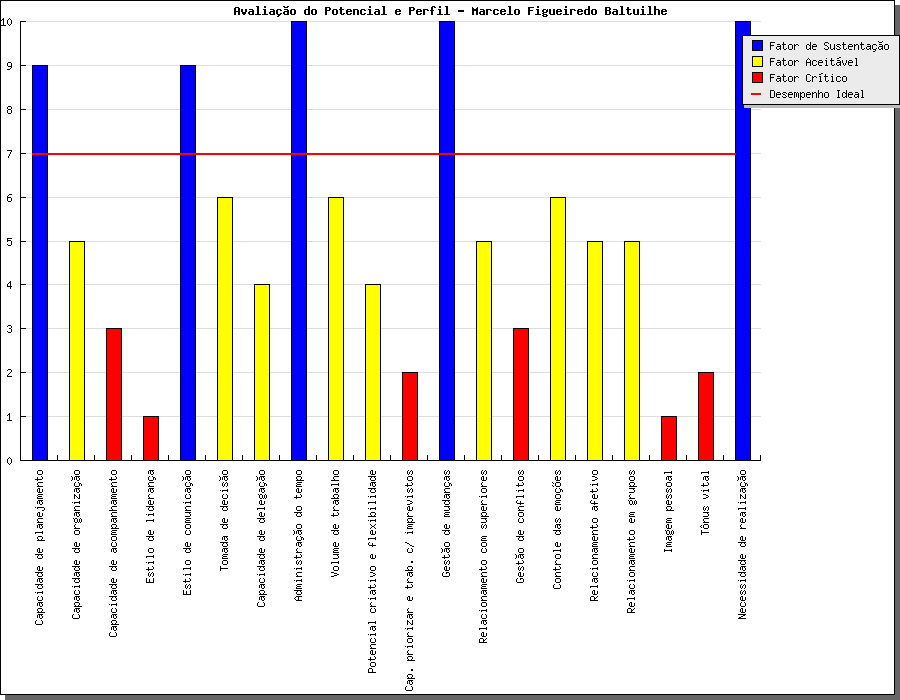 Avaliação do Potencial e Perfil - Marcelo Figueiredo Baltuilhe
10
9
8
7
6
5
4
3
2
1
0
Fator de Sustentação
Fator Aceitável
Fator Crítico
Desempenho Ideal
Capacidade de planejamento
Capacidade de organização
Capacidade de acompanhamento
Estilo de liderança
Estilo de comunicação
Tomada de decisão
Capacidade de delegação
Administração do tempo
Volume de trabalho
Potencial criativo e flexibilidade
Cap. priorizar e trab. c/ imprevistos
Gestão de mudanças
Relacionamento com superiores
Gestão de conflitos
Controle das emoções
Relacionamento afetivo
Relacionamento em grupos
Imagem pessoal
Tônus vital
Necessidade de realização